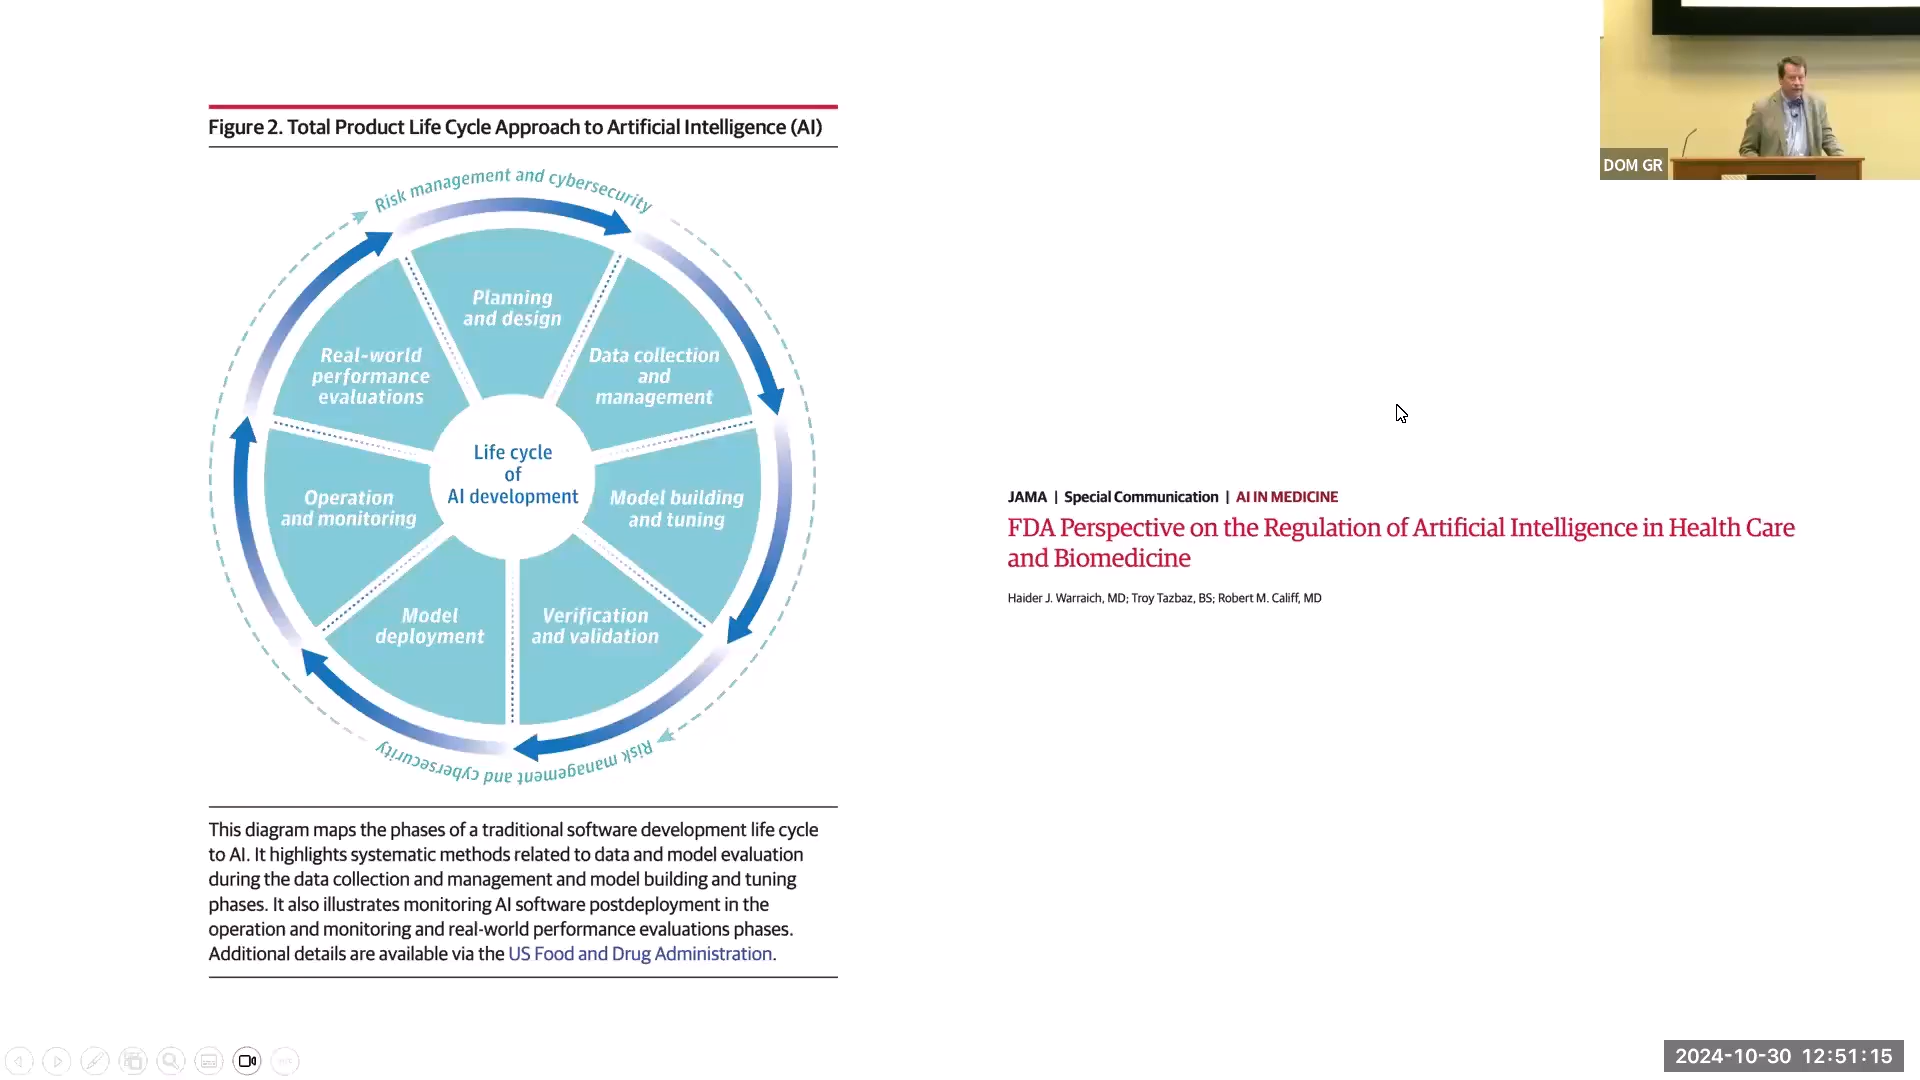 Figure 2. Total Product Life Cycle Approach to Artificial Intelligence (AI)
Risk management and cybersecurity
Planning
and design
Data collection
and
management
Model building
and tuning
Verification
and validation
Model
deployment
Operation
and monitoring
Real-world
performance
evaluations
Life cycle
of
AI development
Risk management and cybersecurity
This diagram maps the phases of a traditional software development life cycle
to AI. It highlights systematic methods related to data and model evaluation
during the data collection and management and model building and tuning
phases. It also illustrates monitoring AI software postdeployment in the
operation and monitoring and real-world performance evaluations phases.
Additional details are available via the US Food and Drug Administration.
JAMA | Special Communication | AI IN MEDICINE
FDA Perspective on the Regulation of Artificial Intelligence in Health Care
and Biomedicine
Haider J. Warraich, MD; Troy Tazbaz, BS; Robert M. Califf, MD
DOM GR
2024-10-30 12:51:15